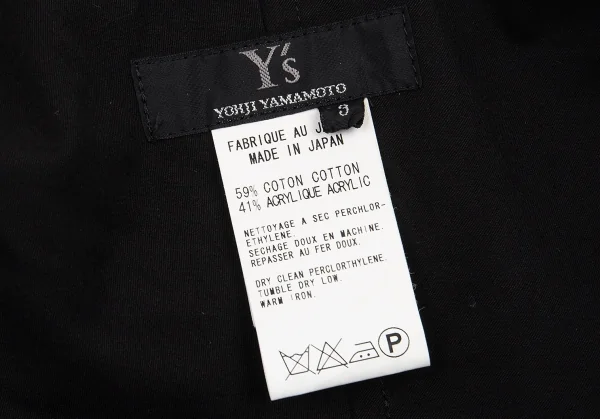 Y's
YOHJI YAMAMOTO
3
FABRIQUE AU
MADE IN JAPAN
59% COTON COTTON
41% ACRYLIQUE ACRYLIC
NETTOYAGE A SEC PERCHLOR-
ETHYLENE.
SECHAGE DOUX EN MACHINE.
REPASSER AU FER DOUX.
DRY CLEAN PERCLORTHYLENE.
TUMBLE DRY LOW.
WARM IRON.
P